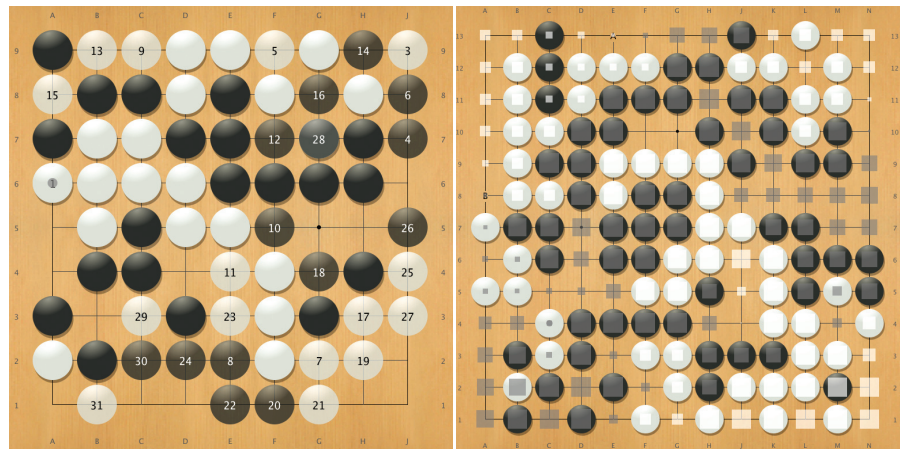 A B C D E F G H J
9 13 9 5 14 3 9
8 15 16 6 8
7 12 28 4 7
6 1 6
5 10 26 5
4 11 18 25 4
3 29 23 17 27 3
2 30 24 8 7 19 2
1 31 22 20 21 1
A B C D E F G H J
A B C D E F G H J K L M N
13 A 13
12 12
11 11
10 10
9 9
8 B 8
7 7
6 6
5 5
4 4
3 3
2 2
1 1
A B C D E F G H J K L M N